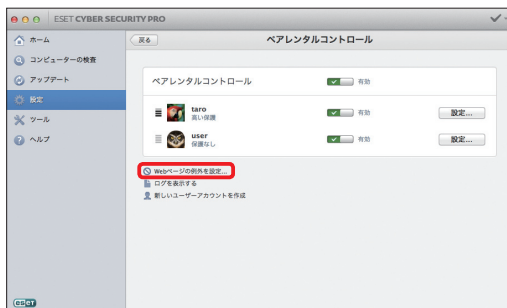 ESET CYBER SECURITY PRO
ホーム
コンピューターの検査
アップデート
設定
ツール
ヘルプ
戻る
ペアレンタルコントロール
ペアレンタルコントロール 有効
taro
高い保護
有効
設定...
user
保護なし
有効
設定...
Webページの例外を設定...
ログを表示する
新しいユーザーアカウントを作成
eset